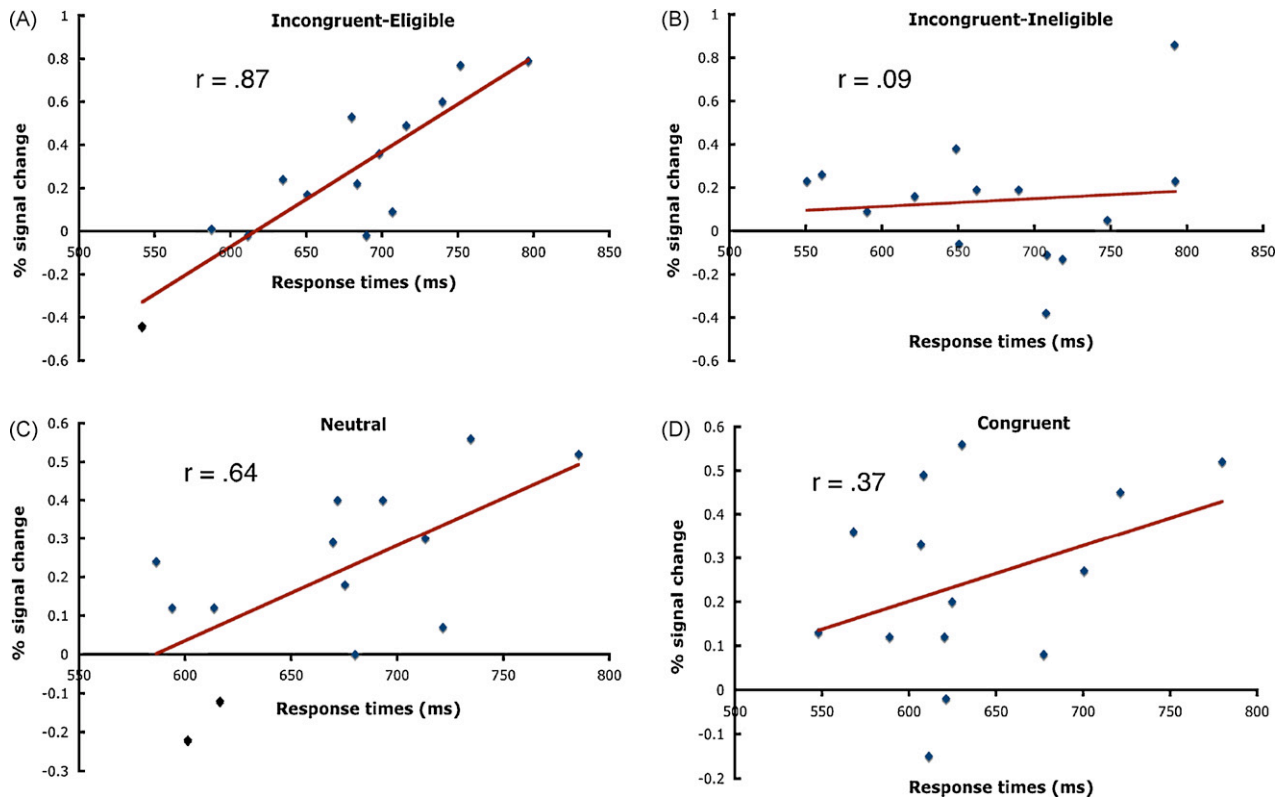 (A)
Incongruent-Eligible
r = .87
1
0.8
0.6
0.4
0.2
0
-0.2
-0.4
-0.6
% signal change
500 550 600 650 700 750 800 850
Response times (ms)
(B)
Incongruent-Ineligible
r = .09
1
0.8
0.6
0.4
0.2
0
-0.2
-0.4
-0.6
% signal change
500 550 600 650 700 750 800 850
Response times (ms)
(C)
Neutral
r = .64
0.6
0.5
0.4
0.3
0.2
0.1
0
-0.1
-0.2
-0.3
% signal change
550 600 650 700 750 800
Response times (ms)
(D)
Congruent
r = .37
0.6
0.5
0.4
0.3
0.2
0.1
0
-0.1
-0.2
% signal change
500 550 600 650 700 750 800
Response times (ms)